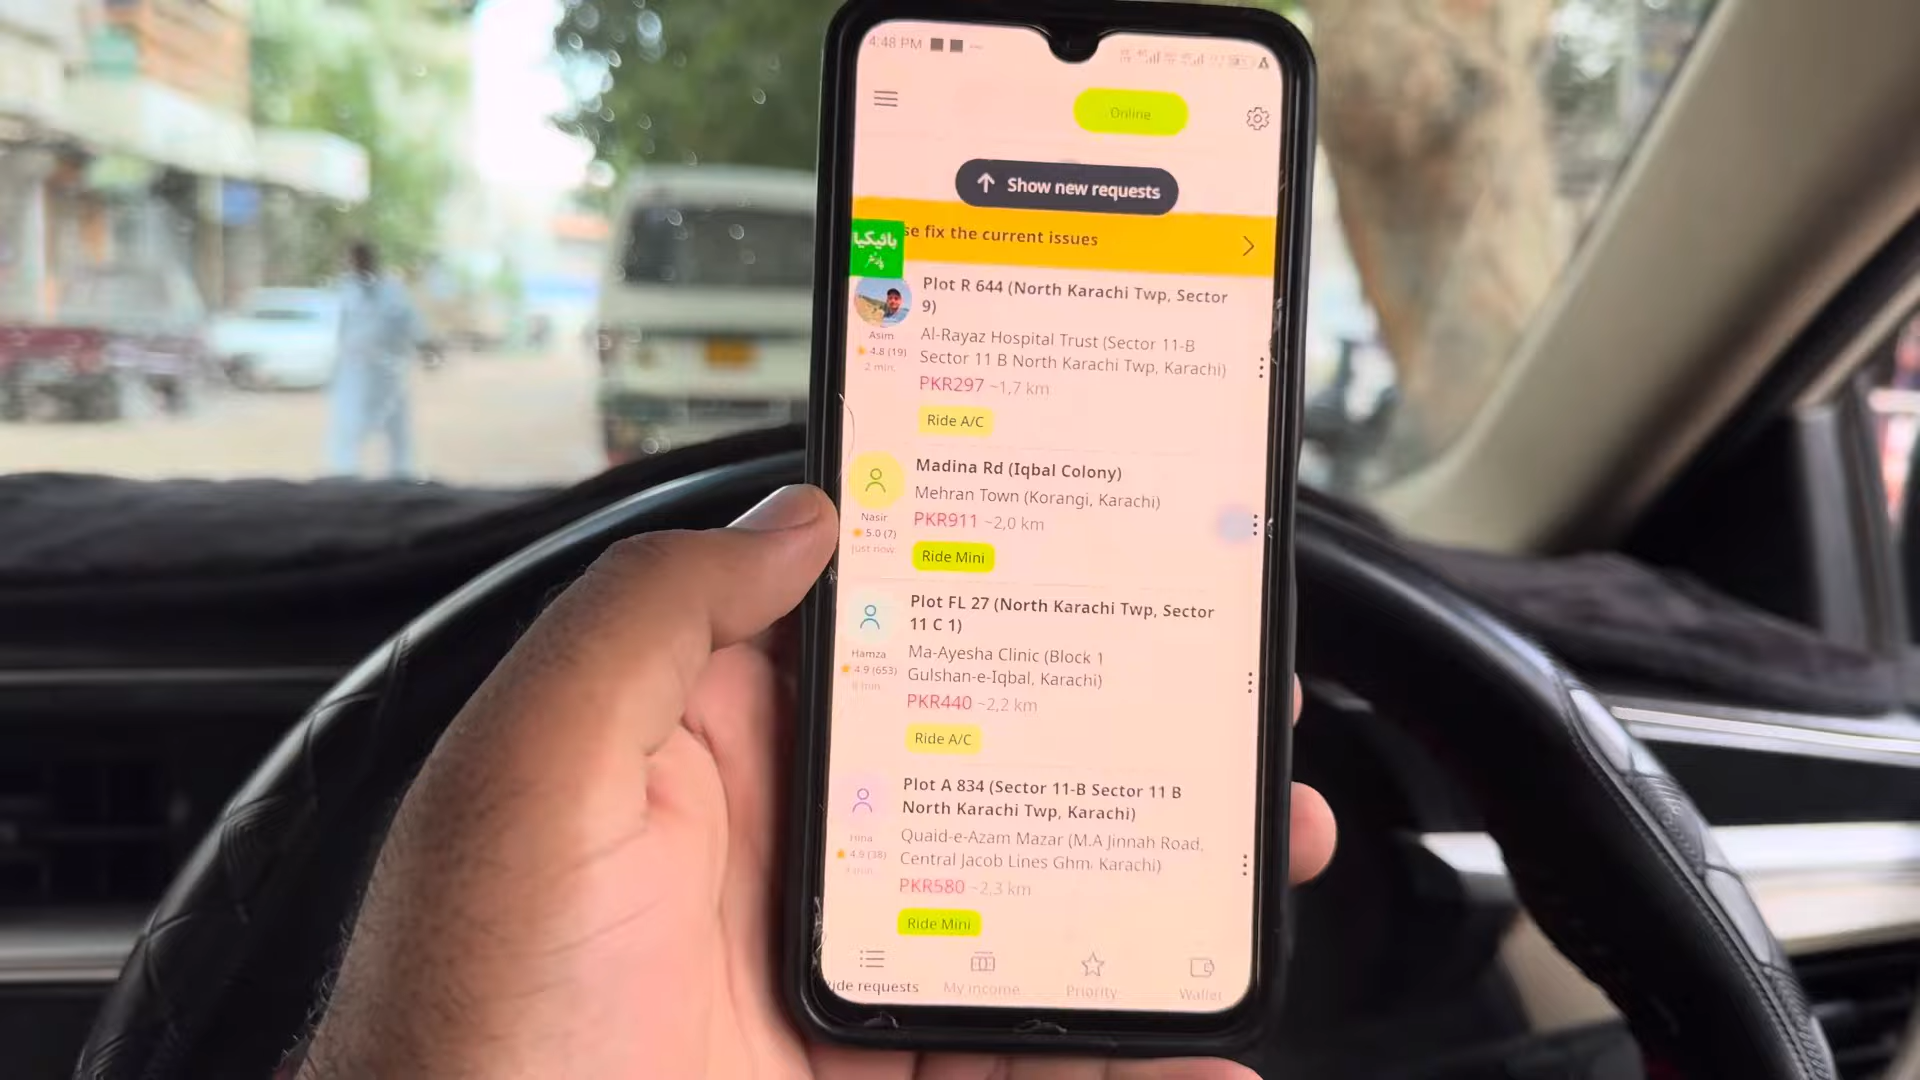 4:48 PM
Online
Show new requests
se fix the current issues
بائیکیا
پارٹنر
Plot R 644 (North Karachi Twp, Sector
9)
Al-Rayaz Hospital Trust (Sector 11-B
Sector 11 B North Karachi Twp, Karachi)
PKR297 ~1,7 km
Ride A/C
Asim
4.8 (19)
2 min.
Madina Rd (Iqbal Colony)
Mehran Town (Korangi, Karachi)
PKR911 ~2,0 km
Ride Mini
Nasir
5.0 (7)
Just now
Plot FL 27 (North Karachi Twp, Sector
11 C 1)
Ma-Ayesha Clinic (Block 1
Gulshan-e-Iqbal, Karachi)
PKR440 ~2,2 km
Ride A/C
Hamza
4.9 (653)
min.
Plot A 834 (Sector 11-B Sector 11 B
North Karachi Twp, Karachi)
Quaid-e-Azam Mazar (M.A Jinnah Road,
Central Jacob Lines Ghm, Karachi)
PKR580 ~2,3 km
Ride Mini
Hina
(38)
min.
ide requests
My income
Priority
Wallet